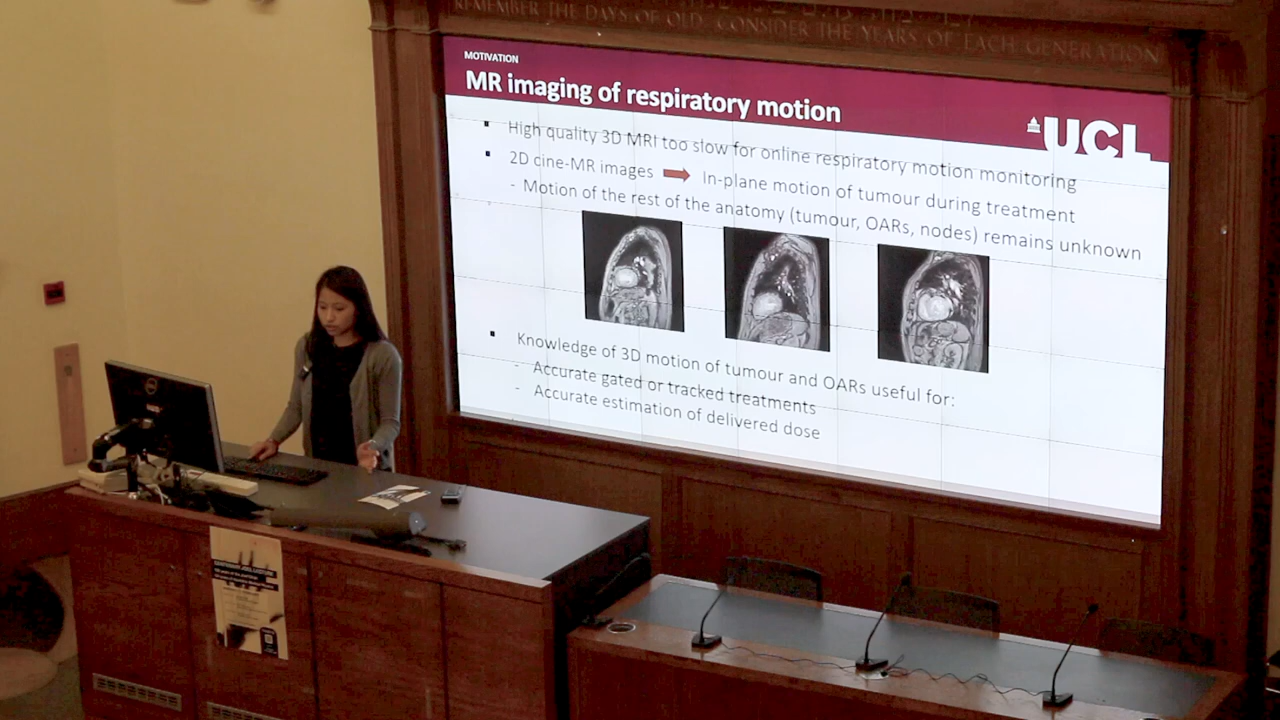 REMEMBER THE DAYS OF OLD, CONSIDER THE YEARS OF EACH GENERATION
MOTIVATION
MR imaging of respiratory motion
UCL
▪ High quality 3D MRI too slow for online respiratory motion monitoring
▪ 2D cine-MR images ➡ In-plane motion of tumour during treatment
- Motion of the rest of the anatomy (tumour, OARs, nodes) remains unknown
▪ Knowledge of 3D motion of tumour and OARs useful for:
- Accurate gated or tracked treatments
- Accurate estimation of delivered dose